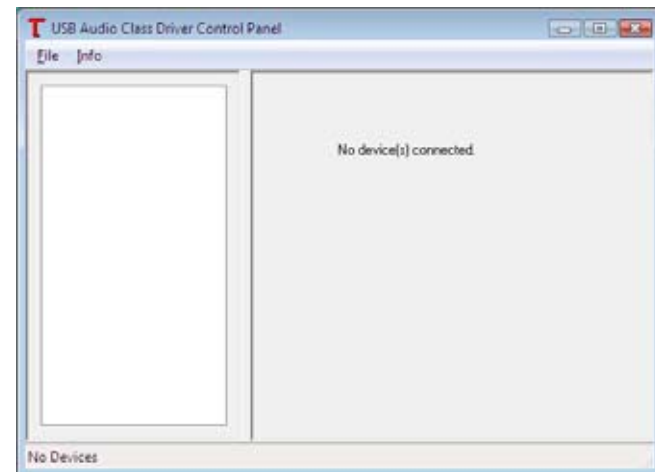 T USB Audio Class Driver Control Panel
File Info
No device(s) connected.
No Devices